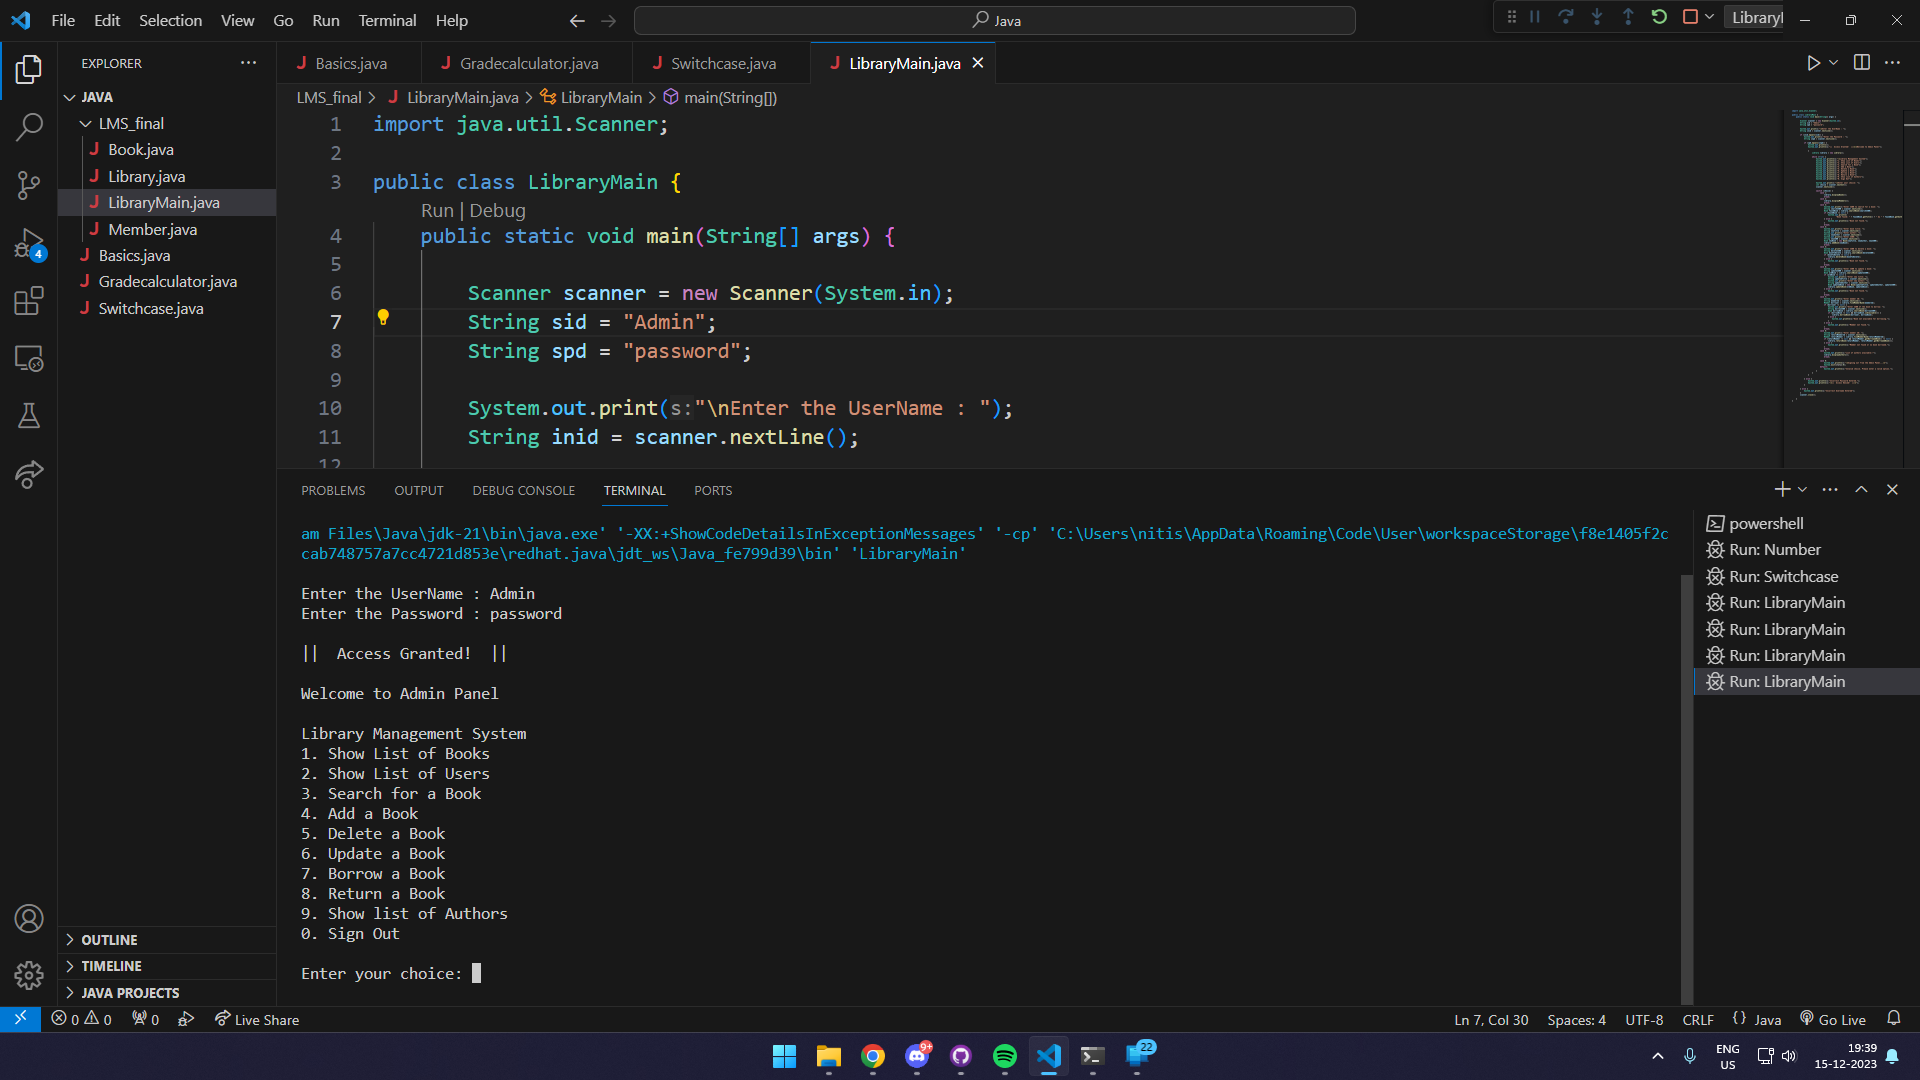 File Edit Selection View Go Run Terminal Help
Java
EXPLORER
JAVA
LMS_final
Book.java
Library.java
LibraryMain.java
Member.java
Basics.java
Gradecalculator.java
Switchcase.java
OUTLINE
TIMELINE
JAVA PROJECTS
4
Basics.java Gradecalculator.java Switchcase.java LibraryMain.java
LMS_final > LibraryMain.java > LibraryMain > main(String[])
1 import java.util.Scanner;
2
3 public class LibraryMain {
Run | Debug
4 public static void main(String[] args) {
5
6 Scanner scanner = new Scanner(System.in);
7 String sid = "Admin";
8 String spd = "password";
9
10 System.out.print(s:"\nEnter the UserName : ");
11 String inid = scanner.nextLine();
12
PROBLEMS OUTPUT DEBUG CONSOLE TERMINAL PORTS
am Files\Java\jdk-21\bin\java.exe' '-XX:+ShowCodeDetailsInExceptionMessages' '-cp' 'C:\Users\nitis\AppData\Roaming\Code\User\workspaceStorage\f8e1405f2c
cab748757a7cc4721d853e\redhat.java\jdt_ws\Java_fe799d39\bin' 'LibraryMain'
Enter the UserName : Admin
Enter the Password : password
||  Access Granted!  ||
Welcome to Admin Panel
Library Management System
1. Show List of Books
2. Show List of Users
3. Search for a Book
4. Add a Book
5. Delete a Book
6. Update a Book
7. Borrow a Book
8. Return a Book
9. Show list of Authors
0. Sign Out
Enter your choice:
powershell
Run: Number
Run: Switchcase
Run: LibraryMain
Run: LibraryMain
Run: LibraryMain
Run: LibraryMain
0 0 0 Live Share
Ln 7, Col 30 Spaces: 4 UTF-8 CRLF {} Java Go Live
9+
22
ENG
US
19:39
15-12-2023